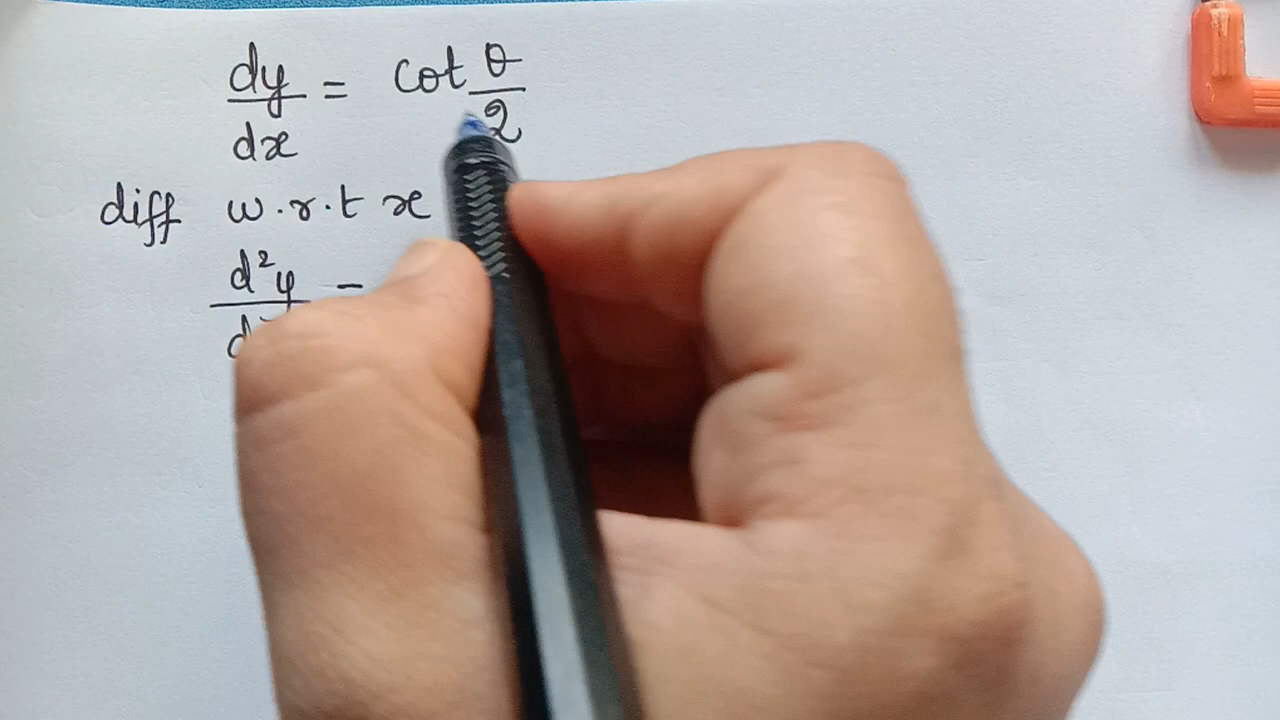 dy/dx = cot θ/2
diff w.r.t x
d²y